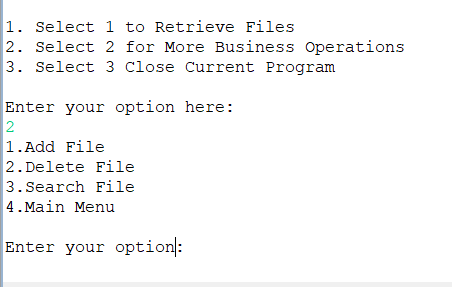 1. Select 1 to Retrieve Files
2. Select 2 for More Business Operations
3. Select 3 Close Current Program
Enter your option here:
2
1.Add File
2.Delete File
3.Search File
4.Main Menu
Enter your option: